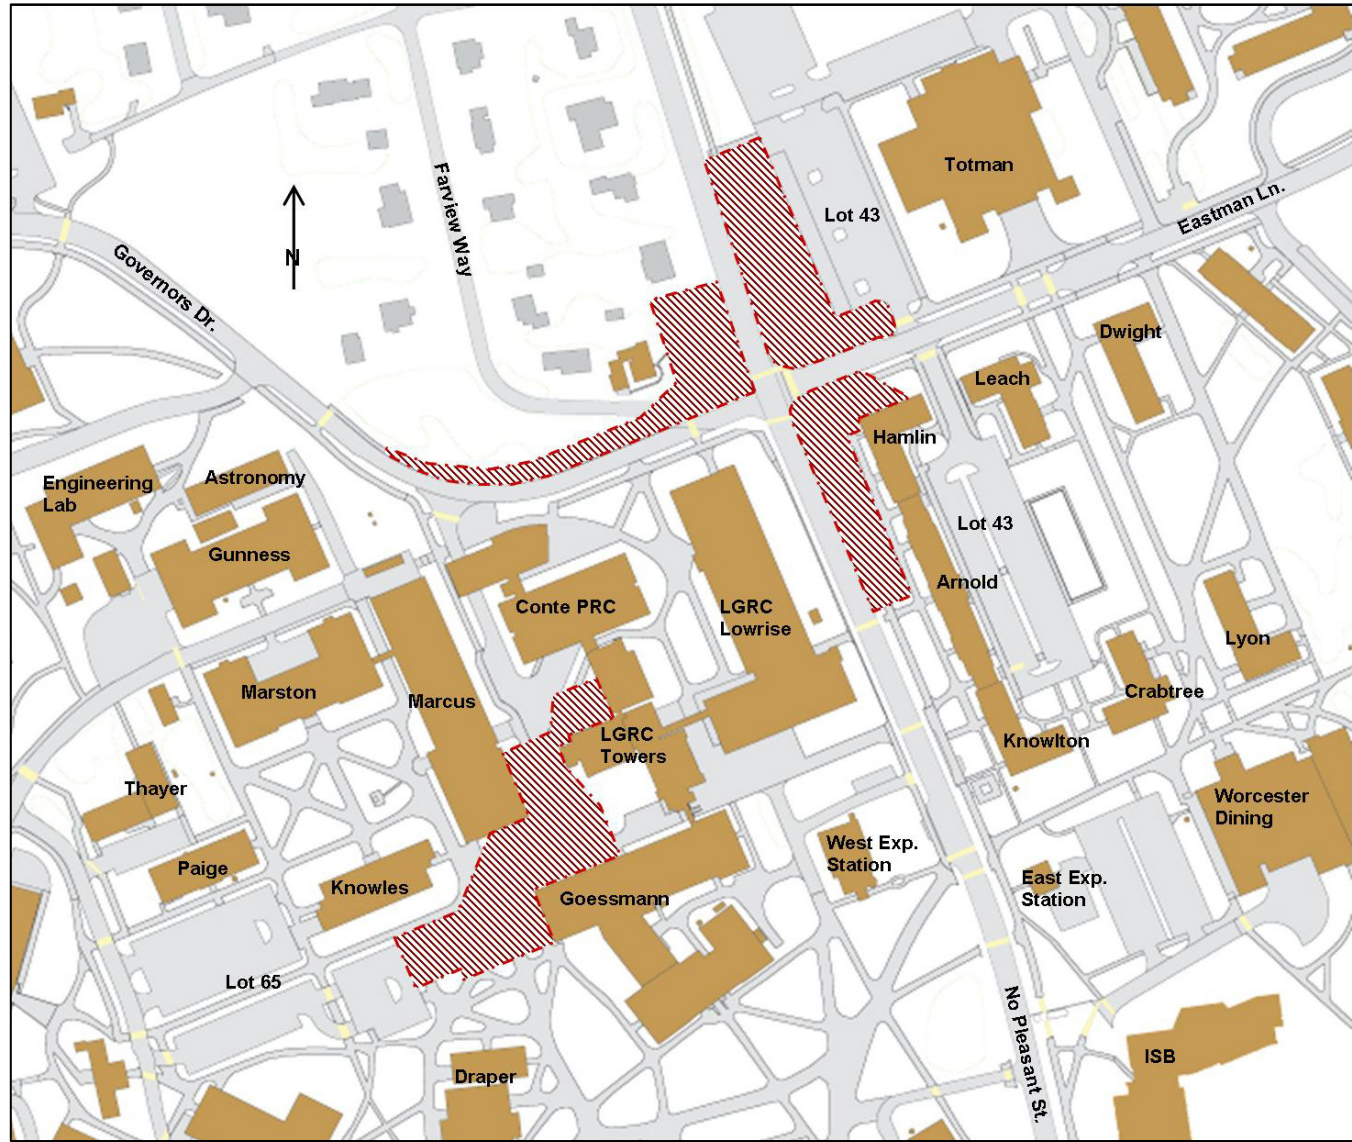 Totman
Eastman Ln.
Lot 43
Farview Way
N
Governors Dr.
Dwight
Leach
Hamlin
Engineering
Lab
Astronomy
Gunness
Lot 43
Arnold
Conte PRC
LGRC
Lowrise
Lyon
Marston
Marcus
Crabtree
LGRC
Towers
Knowlton
Thayer
Worcester
Dining
West Exp.
Station
Paige
Knowles
Goessmann
East Exp.
Station
Lot 65
No Pleasant St.
ISB
Draper